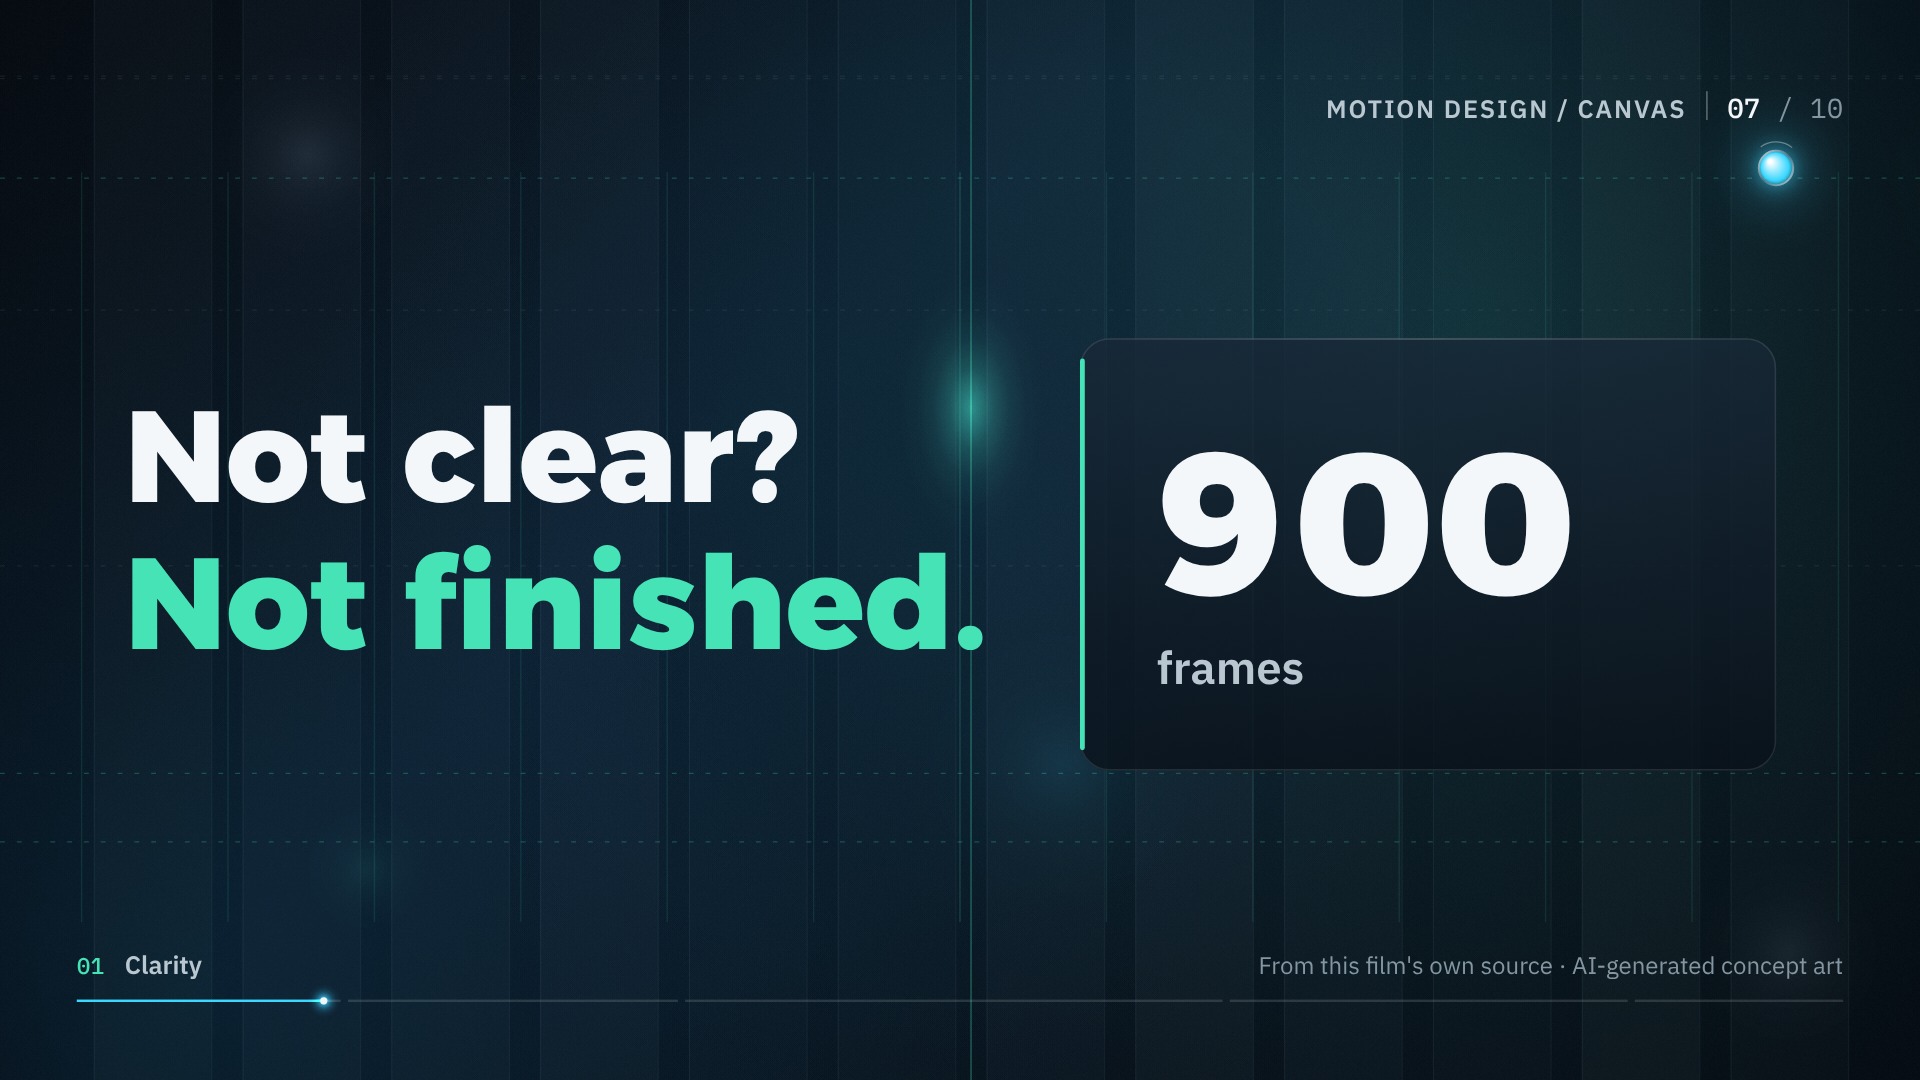 MOTION DESIGN / CANVAS | 07 / 10
Not clear?
Not finished.
900
frames
01 Clarity
From this film's own source · AI-generated concept art